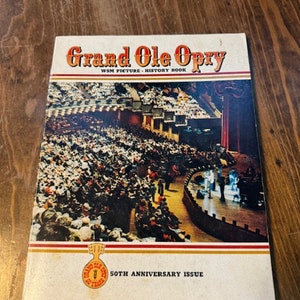 Grand Ole Opry
WSM PICTURE - HISTORY BOOK
50TH ANNIVERSARY ISSUE